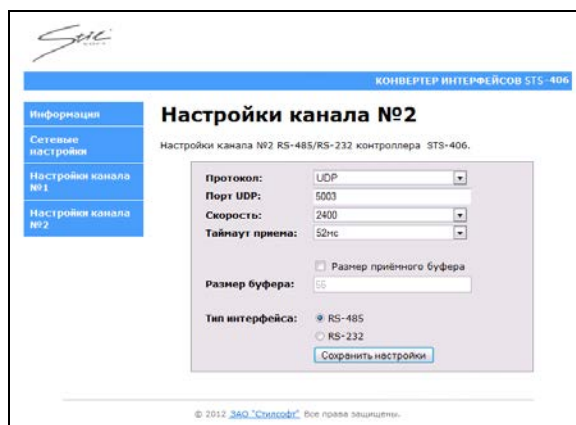 Stil
SOFT
КОНВЕРТЕР ИНТЕРФЕЙСОВ STS-406
Информация
Сетевые
настройки
Настройки канала
№1
Настройки канала
№2
Настройки канала №2
Настройки канала №2 RS-485/RS-232 контроллера STS-406.
Протокол: UDP
Порт UDP: 5003
Скорость: 2400
Таймаут приема: 52мс
Размер приёмного буфера
Размер буфера:
Тип интерфейса: RS-485
RS-232
Сохранить настройки
© 2012 ЗАО "Стилсофт" Все права защищены.